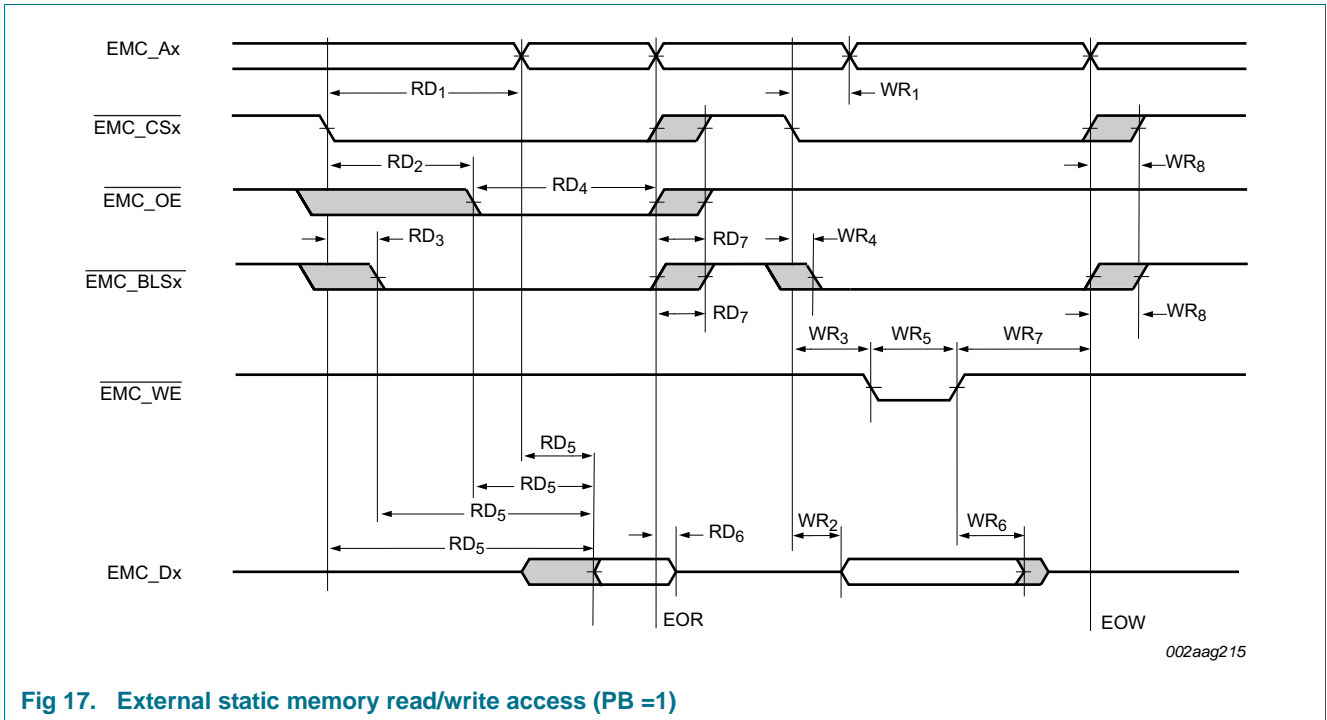 EMC_Ax
RD1
WR1
EMC_CSx
RD2
WR8
RD4
EMC_OE
RD3
RD7
WR4
EMC_BLSx
RD7
WR8
WR3
WR5
WR7
EMC_WE
RD5
RD5
RD5
WR2
WR6
RD5
RD6
EMC_Dx
EOR
EOW
002aag215
Fig 17. External static memory read/write access (PB =1)